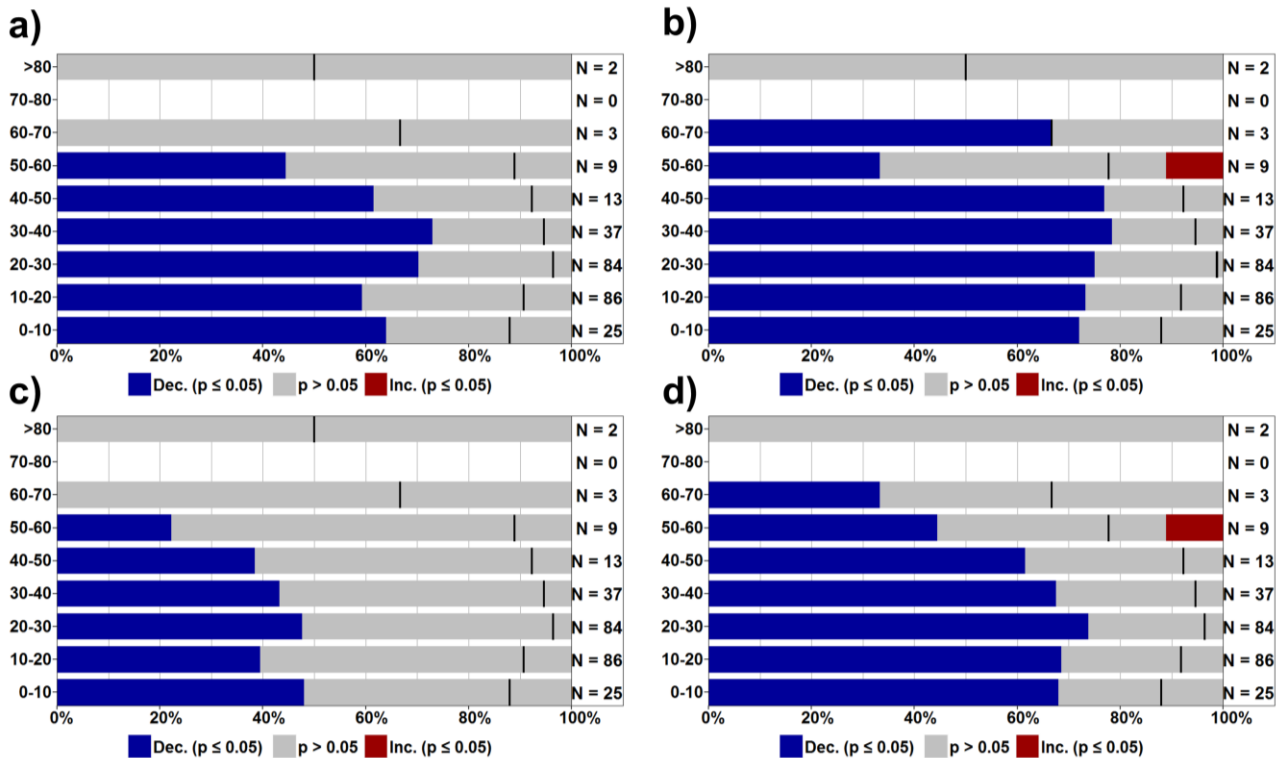 a)
>80 N = 2
70-80 N = 0
60-70 N = 3
50-60 N = 9
40-50 N = 13
30-40 N = 37
20-30 N = 84
10-20 N = 86
0-10 N = 25
0% 20% 40% 60% 80% 100%
Dec. (p ≤ 0.05) p > 0.05 Inc. (p ≤ 0.05)
b)
>80 N = 2
70-80 N = 0
60-70 N = 3
50-60 N = 9
40-50 N = 13
30-40 N = 37
20-30 N = 84
10-20 N = 86
0-10 N = 25
0% 20% 40% 60% 80% 100%
Dec. (p ≤ 0.05) p > 0.05 Inc. (p ≤ 0.05)
c)
>80 N = 2
70-80 N = 0
60-70 N = 3
50-60 N = 9
40-50 N = 13
30-40 N = 37
20-30 N = 84
10-20 N = 86
0-10 N = 25
0% 20% 40% 60% 80% 100%
Dec. (p ≤ 0.05) p > 0.05 Inc. (p ≤ 0.05)
d)
>80 N = 2
70-80 N = 0
60-70 N = 3
50-60 N = 9
40-50 N = 13
30-40 N = 37
20-30 N = 84
10-20 N = 86
0-10 N = 25
0% 20% 40% 60% 80% 100%
Dec. (p ≤ 0.05) p > 0.05 Inc. (p ≤ 0.05)